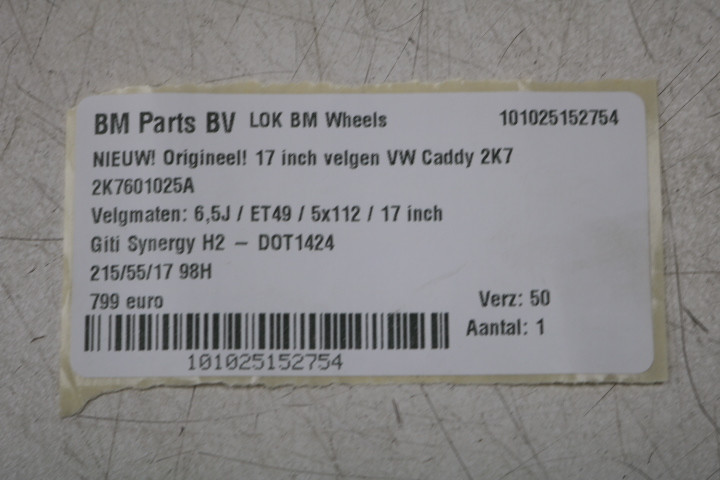 BM Parts BV LOK BM Wheels 101025152754
NIEUW! Origineel! 17 inch velgen VW Caddy 2K7
2K7601025A
Velgmaten: 6,5J / ET49 / 5x112 / 17 inch
Giti Synergy H2 – DOT1424
215/55/17 98H
799 euro Verz: 50
Aantal: 1
101025152754